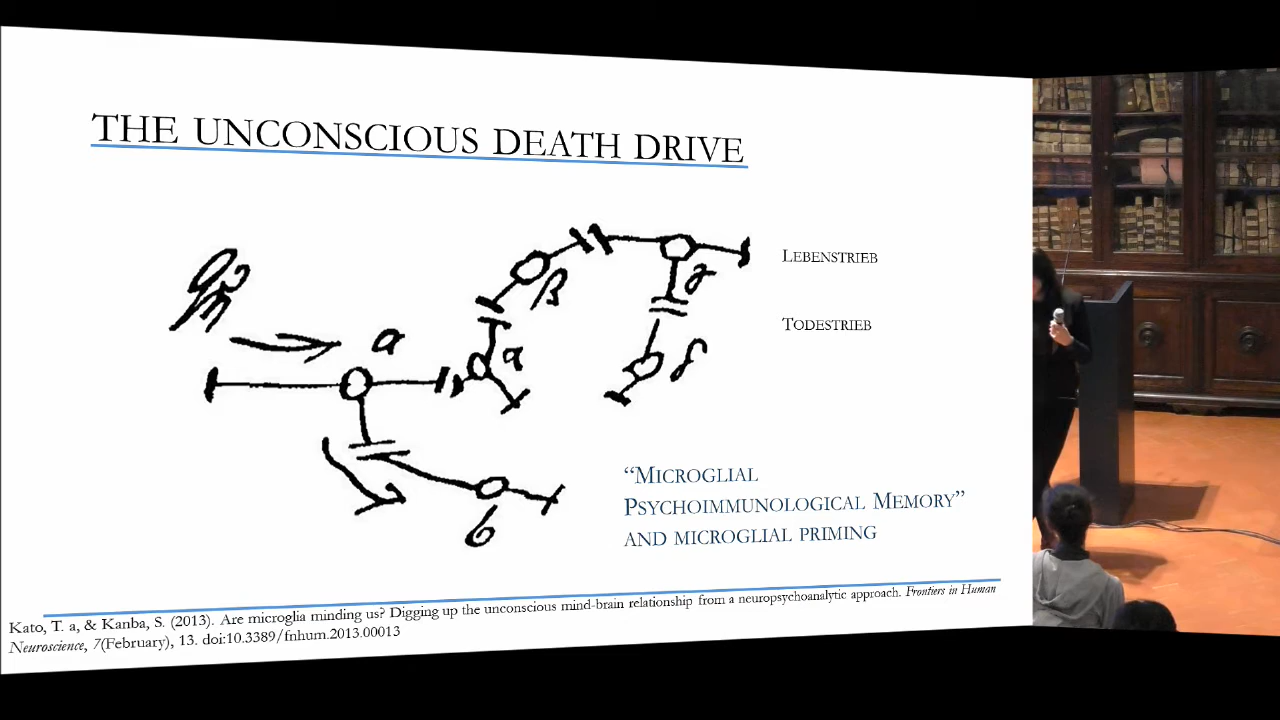 THE UNCONSCIOUS DEATH DRIVE
a
α
β
γ
δ
b
LEBENSTRIEB
TODESTRIEB
“MICROGLIAL
PSYCHOIMMUNOLOGICAL MEMORY”
AND MICROGLIAL PRIMING
Kato, T. a, & Kanba, S. (2013). Are microglia minding us? Digging up the unconscious mind-brain relationship from a neuropsychoanalytic approach. Frontiers in Human
Neuroscience, 7(February), 13. doi:10.3389/fnhum.2013.00013